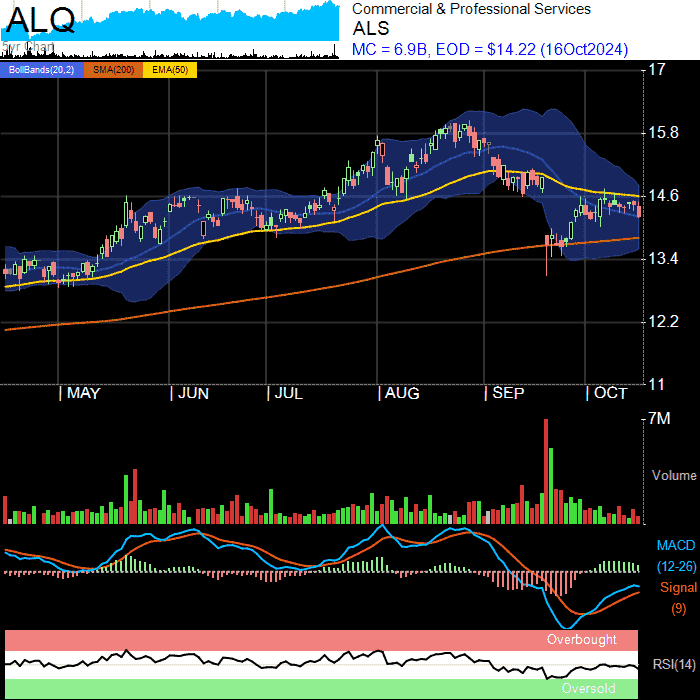 ALQ
5yr Chart
Commercial & Professional Services
ALS
MC = 6.9B, EOD = $14.22 (16Oct2024)
BollBands(20,2) SMA(200) EMA(50)
17
15.8
14.6
13.4
12.2
11
MAY JUN JUL AUG SEP OCT
7M
Volume
MACD
(12-26)
Signal
(9)
Overbought
RSI(14)
Oversold